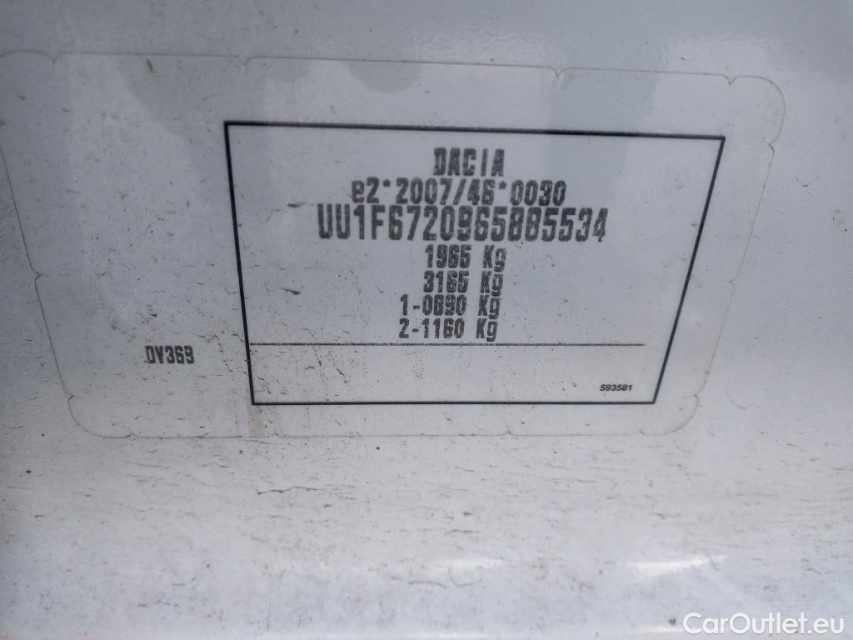 DACIA
e2*2007/46*0030
UU1F6720965885534
1965 Kg
3165 Kg
1-0890 Kg
2-1160 Kg
DV369
593581
CarOutlet.eu